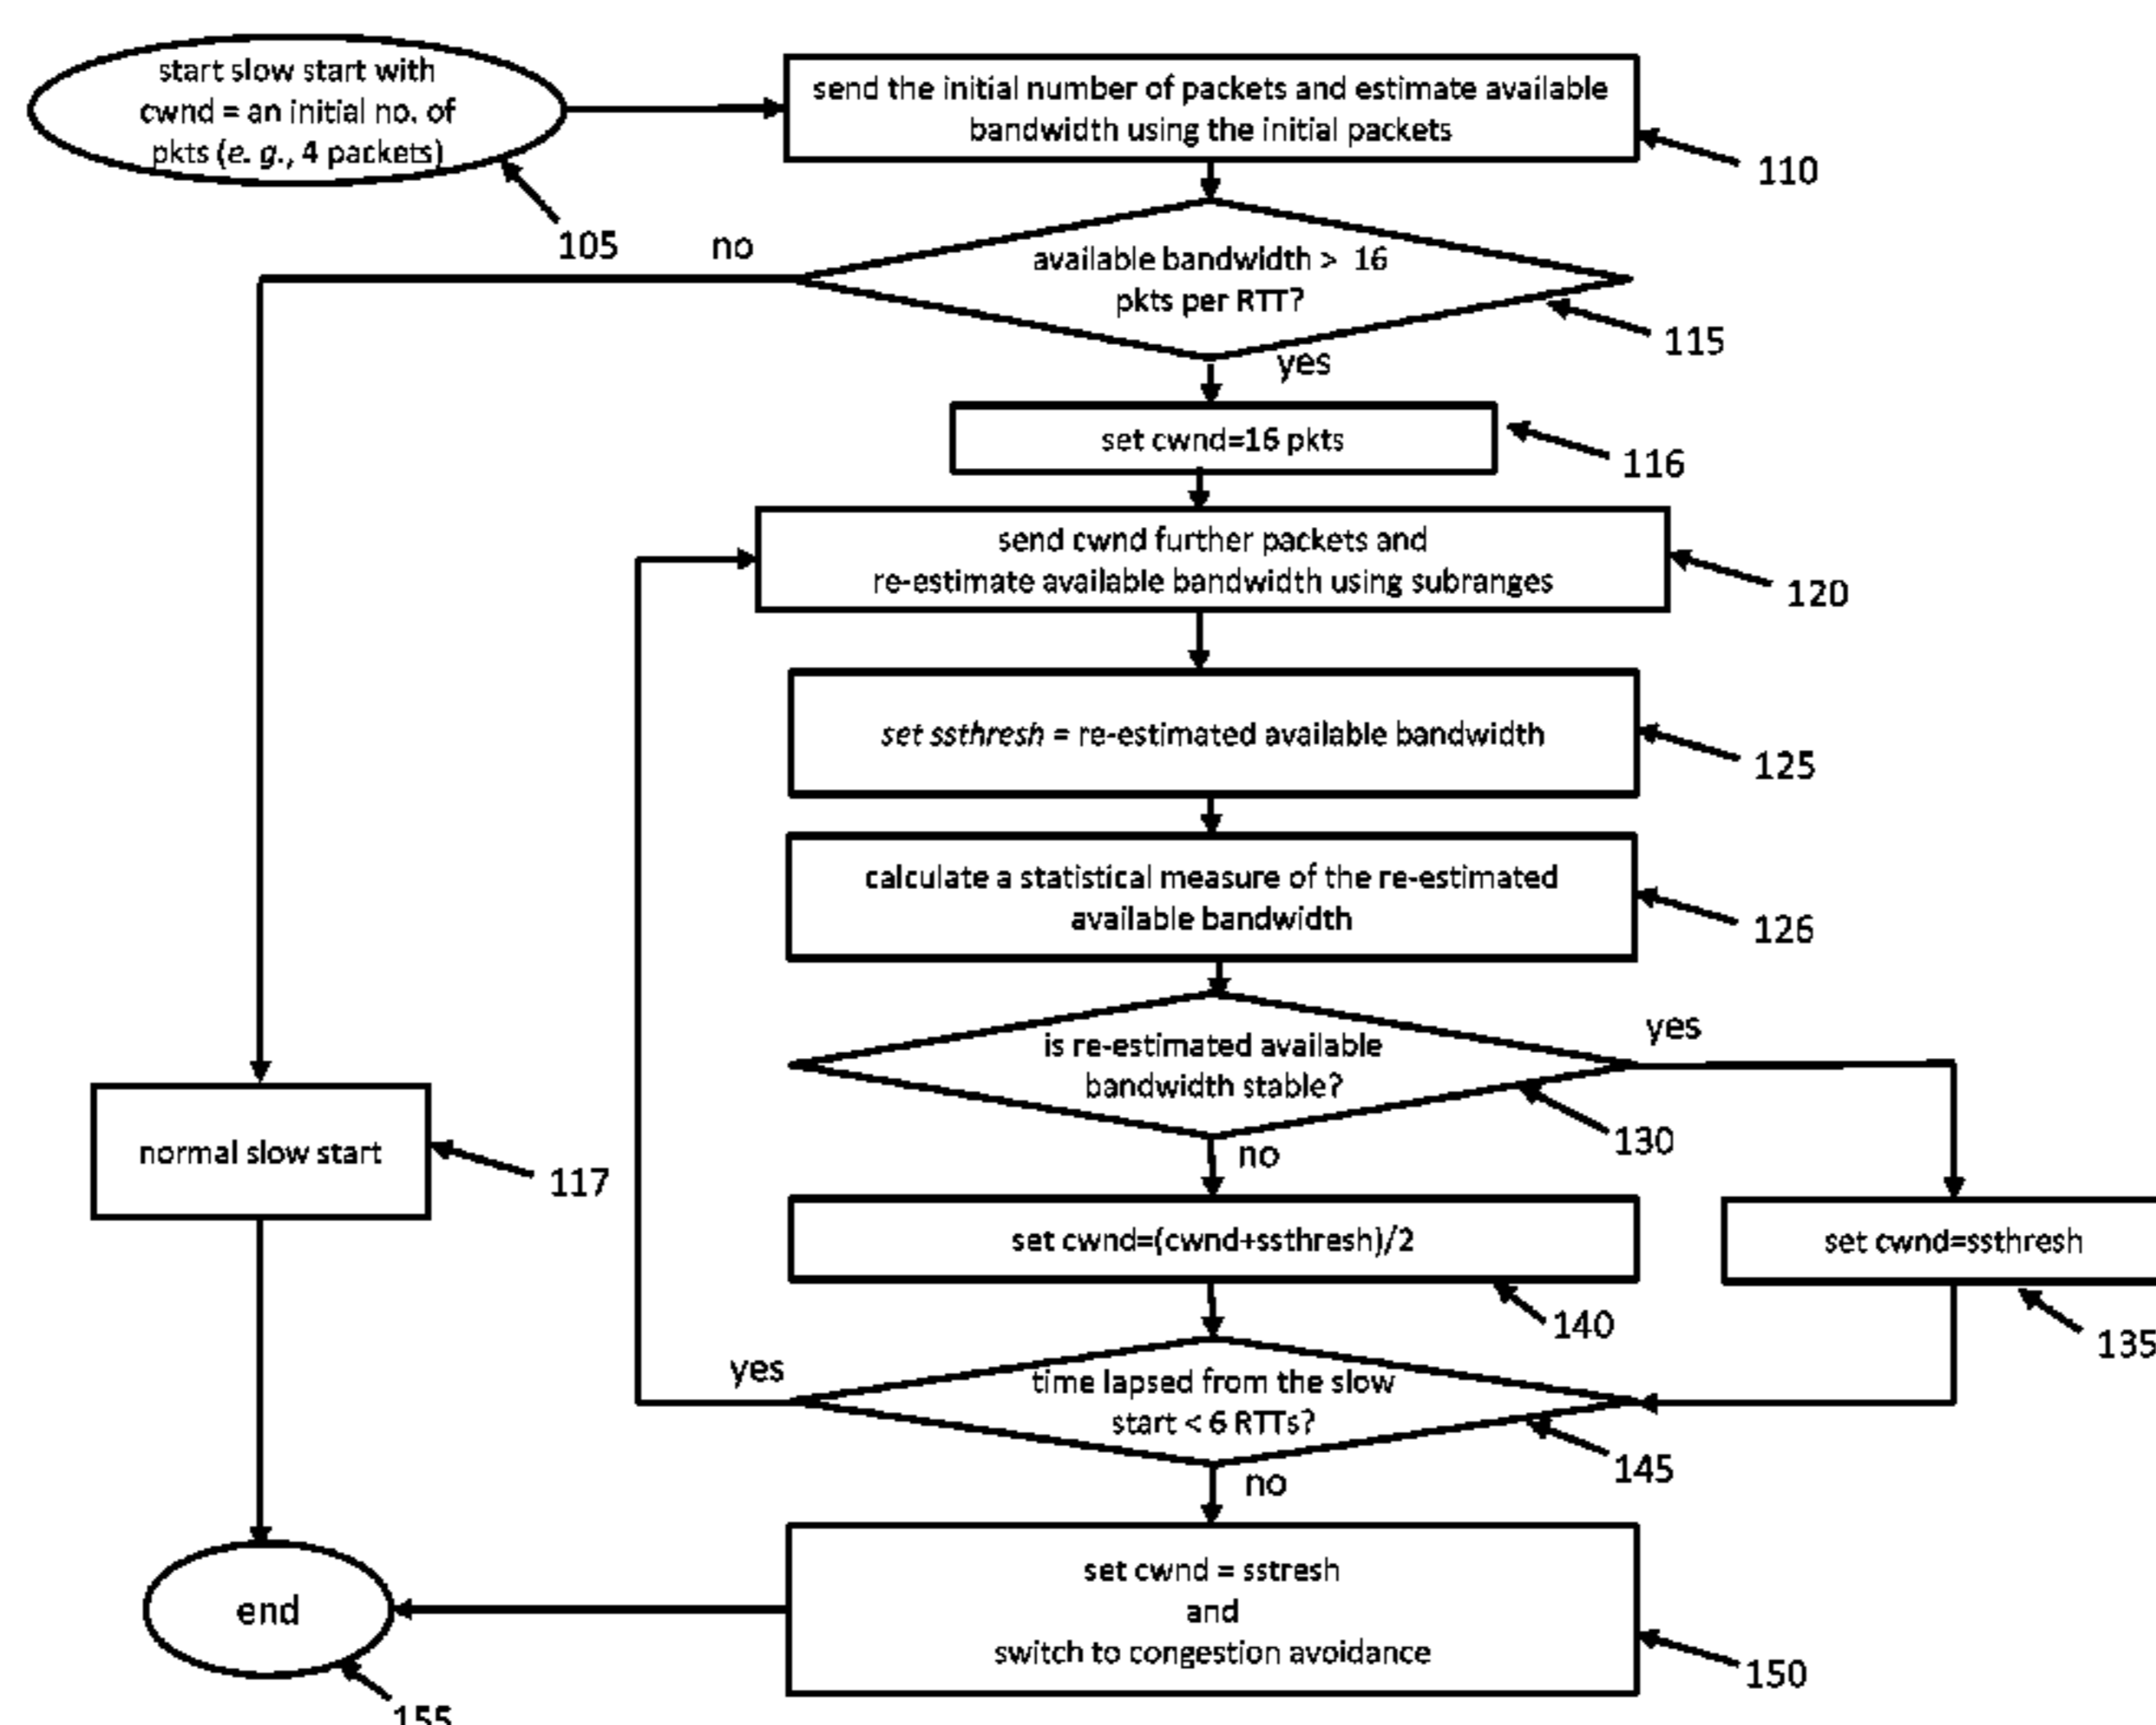 start slow start with
cwnd = an initial no. of
pkts (e. g., 4 packets)
105
send the initial number of packets and estimate available
bandwidth using the initial packets
110
no
available bandwidth > 16
pkts per RTT?
115
yes
set cwnd=16 pkts
116
send cwnd further packets and
re-estimate available bandwidth using subranges
120
set ssthresh = re-estimated available bandwidth
125
calculate a statistical measure of the re-estimated
available bandwidth
126
is re-estimated available
bandwidth stable?
yes
130
no
normal slow start
117
set cwnd=(cwnd+ssthresh)/2
140
set cwnd=ssthresh
135
yes
time lapsed from the slow
start < 6 RTTs?
145
no
set cwnd = sstresh
and
switch to congestion avoidance
150
end
155